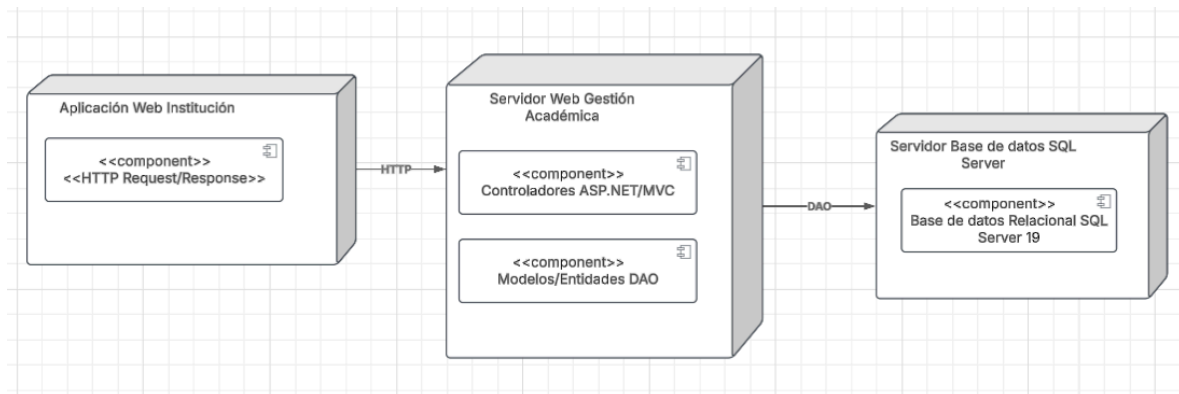 Aplicación Web Institución
<<component>>
<<HTTP Request/Response>>
HTTP
Servidor Web Gestión
Académica
<<component>>
Controladores ASP.NET/MVC
<<component>>
Modelos/Entidades DAO
DAO
Servidor Base de datos SQL
Server
<<component>>
Base de datos Relacional SQL
Server 19